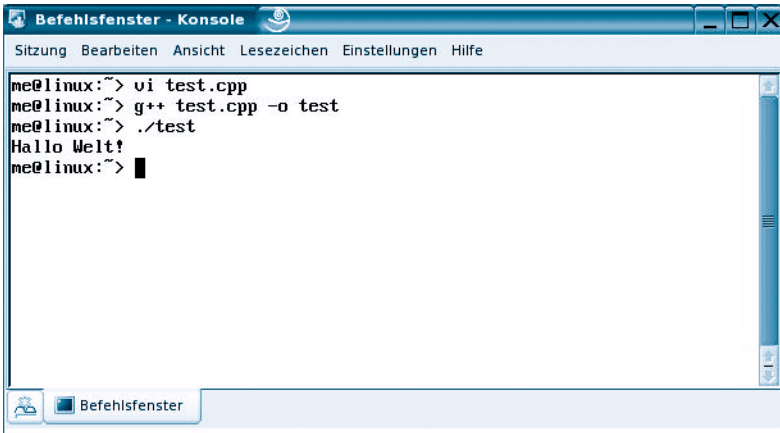 Befehlsfenster - Konsole
Sitzung Bearbeiten Ansicht Lesezeichen Einstellungen Hilfe
me@linux:~> vi test.cpp
me@linux:~> g++ test.cpp -o test
me@linux:~> ./test
Hallo Welt!
me@linux:~>
Befehlsfenster